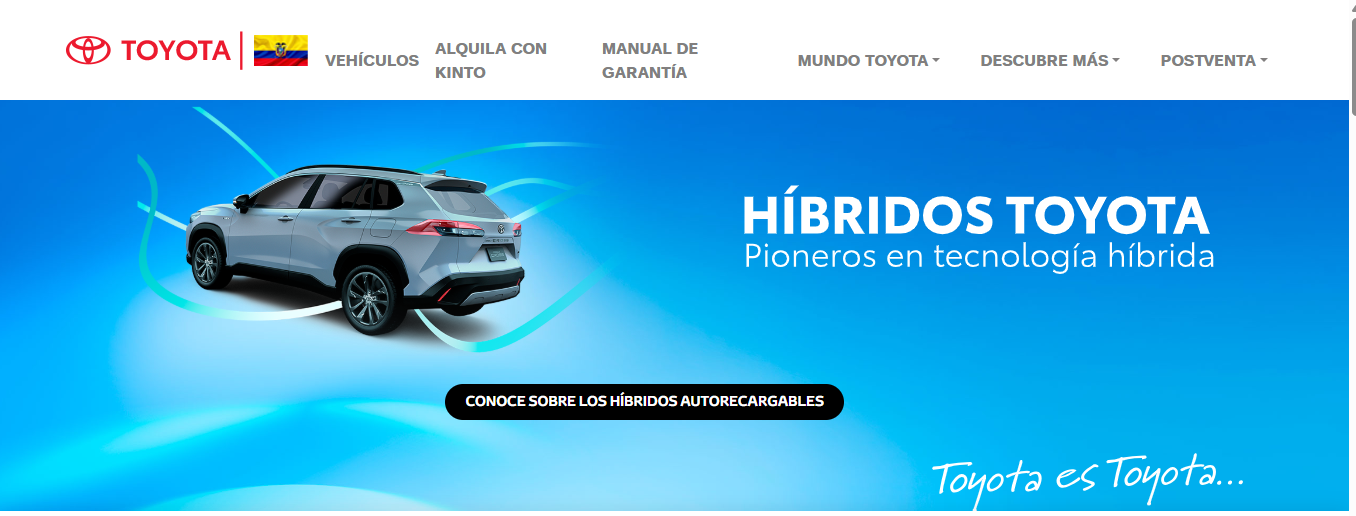 TOYOTA
VEHÍCULOS
ALQUILA CON
KINTO
MANUAL DE
GARANTÍA
MUNDO TOYOTA
DESCUBRE MÁS
POSTVENTA
HÍBRIDOS TOYOTA
Pioneros en tecnología híbrida
CONOCE SOBRE LOS HÍBRIDOS AUTORECARGABLES
Toyota es Toyota...